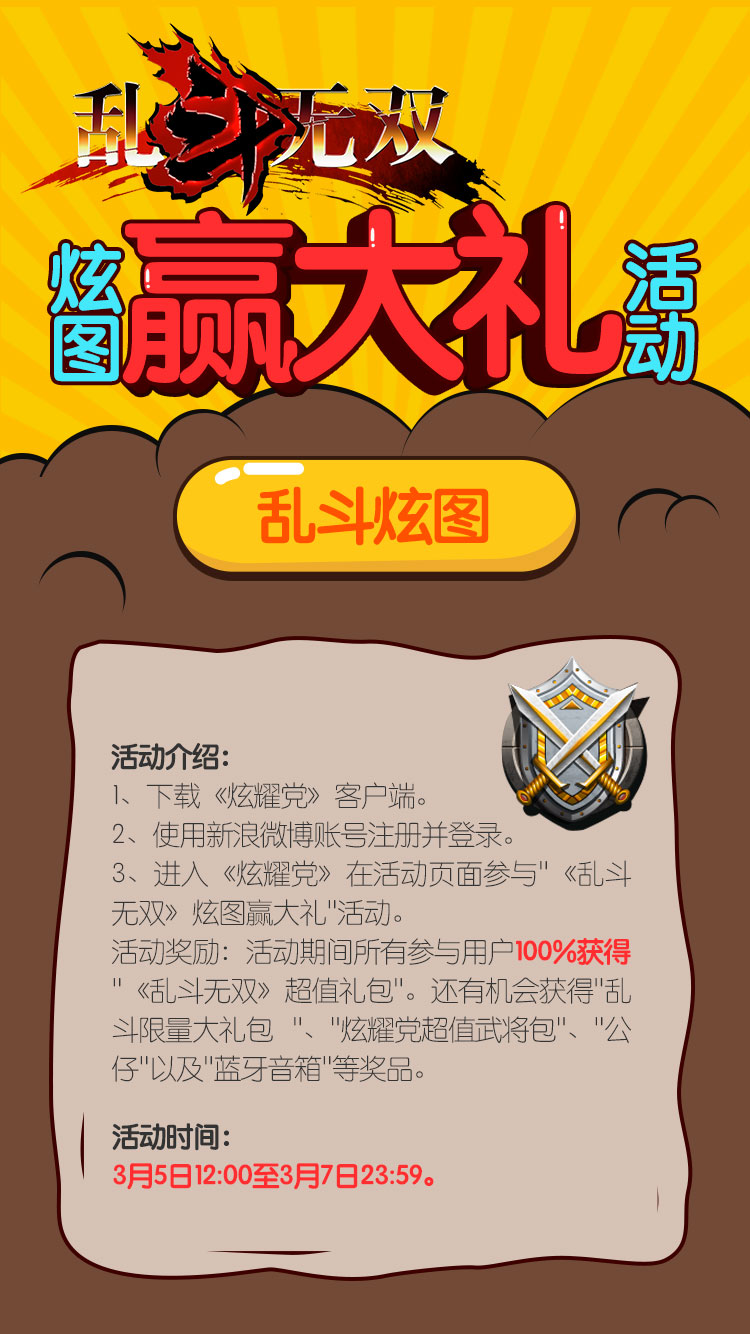 乱斗无双
炫图
赢大礼
活动
乱斗炫图
活动介绍：
1、下载《炫耀党》客户端。
2、使用新浪微博账号注册并登录。
3、进入《炫耀党》在活动页面参与"《乱斗
无双》炫图赢大礼"活动。
活动奖励：活动期间所有参与用户100%获得
"《乱斗无双》超值礼包"。还有机会获得"乱
斗限量大礼包 "、"炫耀党超值武将包"、"公
仔"以及"蓝牙音箱"等奖品。
活动时间：
3月5日12:00至3月7日23:59。